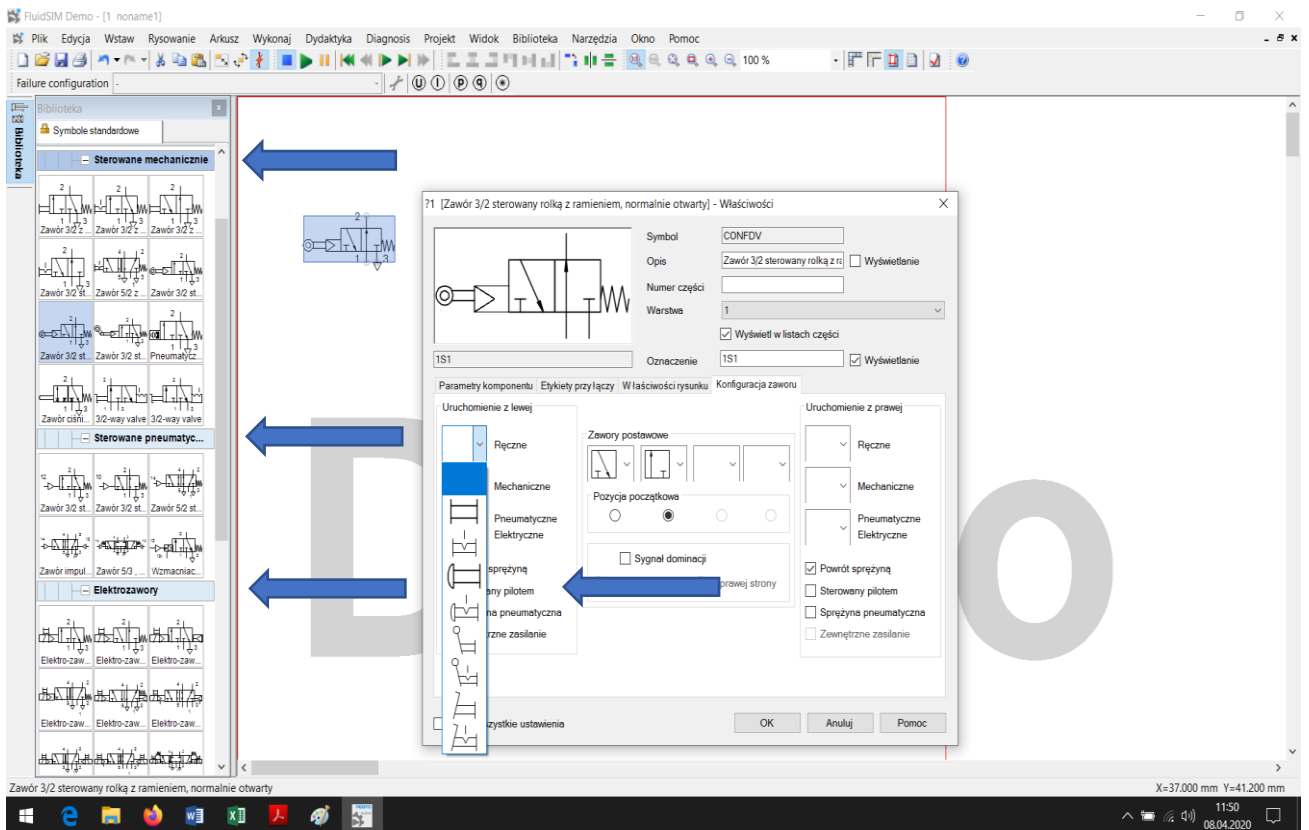 FluidSIM Demo - [1 noname1]
Plik Edycja Wstaw Rysowanie Arkusz Wykonaj Dydaktyka Diagnosis Projekt Widok Biblioteka Narzędzia Okno Pomoc
100 %
Failure configuration -
Biblioteka
Biblioteka
Symbole standardowe
Sterowane mechanicznie
Zawór 3/2 z ... Zawór 3/2 z ... Zawór 3/2 z ...
Zawór 3/2 st... Zawór 5/2 z ... Zawór 3/2 st...
Zawór 3/2 st... Zawór 3/2 st... Pneumatycz...
Zawór ciśni... 3/2-way valve 3/2-way valve
Sterowane pneumatyc...
Zawór 3/2 st... Zawór 3/2 st... Zawór 5/2 st...
Zawór impul... Zawór 5/3 , ... Wzmacniac...
Elektrozawory
Elektro-zaw... Elektro-zaw... Elektro-zaw...
Elektro-zaw... Elektro-zaw... Elektro-zaw...
2
1 3
DEMO
?1 [Zawór 3/2 sterowany rolką z ramieniem, normalnie otwarty] - Właściwości
Symbol CONFDV
Opis Zawór 3/2 sterowany rolką z ra Wyświetlanie
Numer części
Warstwa 1
Wyświetl w listach części
1S1 Oznaczenie 1S1 Wyświetlanie
Parametry komponentu Etykiety przyłączy Właściwości rysunku Konfiguracja zaworu
Uruchomienie z lewej
Ręczne
Mechaniczne
Pneumatyczne
Elektryczne
sprężyną
any pilotem
na pneumatyczna
rzne zasilanie
Zawory postawowe
Pozycja początkowa
Sygnał dominacji
prawej strony
Uruchomienie z prawej
Ręczne
Mechaniczne
Pneumatyczne
Elektryczne
Powrót sprężyną
Sterowany pilotem
Sprężyna pneumatyczna
Zewnętrzne zasilanie
zystkie ustawienia
OK Anuluj Pomoc
Zawór 3/2 sterowany rolką z ramieniem, normalnie otwarty
X=37.000 mm Y=41.200 mm
11:50
08.04.2020